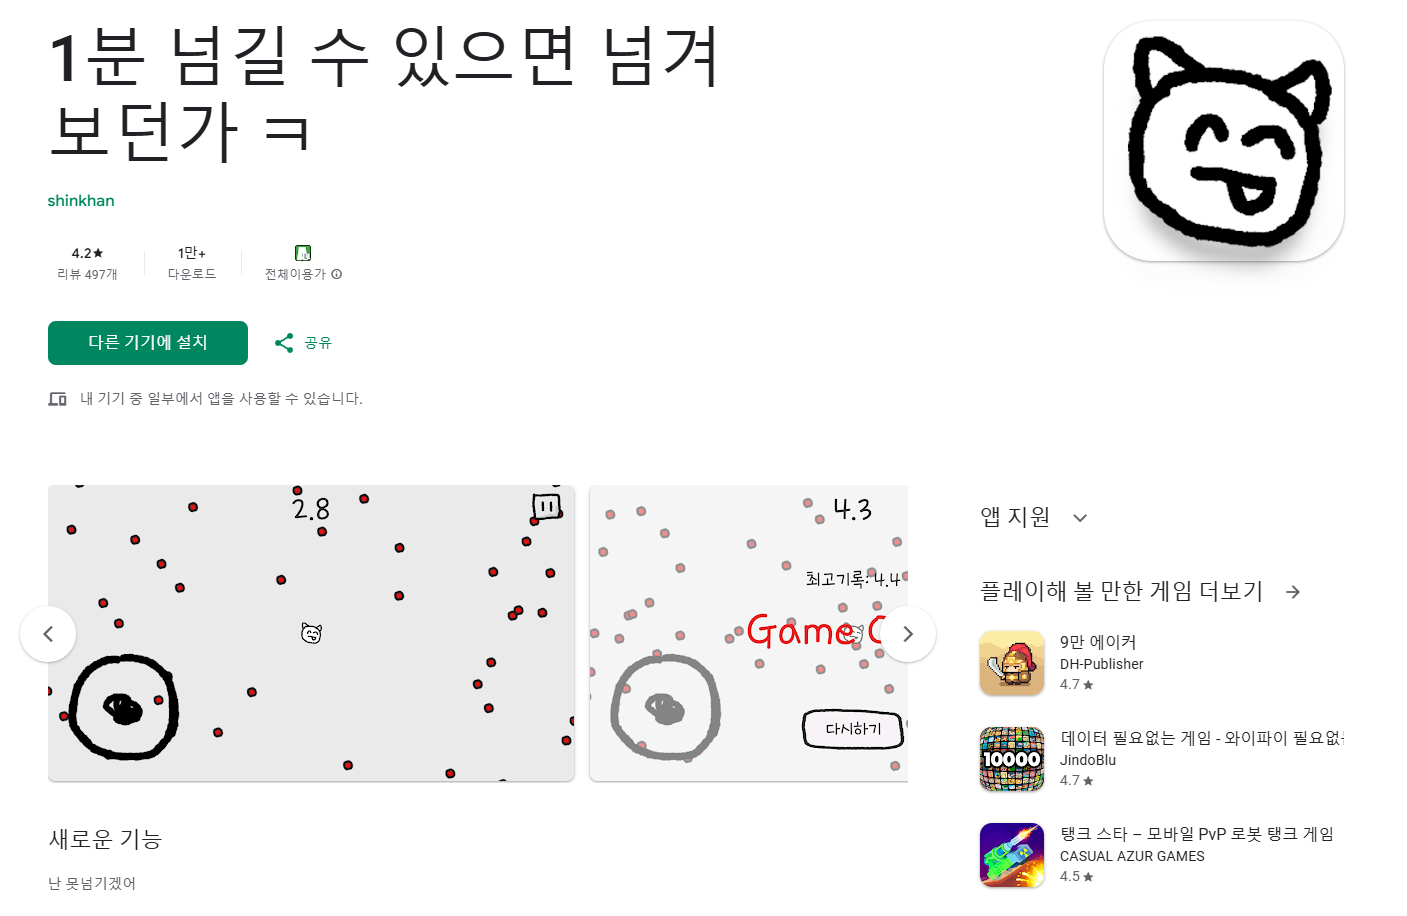 1분 넘길 수 있으면 넘겨
보던가 ㅋ
shinkhan
4.2★
리뷰 497개
1만+
다운로드
전체이용가
다른 기기에 설치
공유
내 기기 중 일부에서 앱을 사용할 수 있습니다.
2.8
4.3
최고기록: 4.4
Game O
다시하기
새로운 기능
난 못넘기겠어
앱 지원
플레이해 볼 만한 게임 더보기
9만 에이커
DH-Publisher
4.7★
10000
데이터 필요없는 게임 - 와이파이 필요없는
JindoBlu
4.7★
탱크 스타 – 모바일 PvP 로봇 탱크 게임
CASUAL AZUR GAMES
4.5★